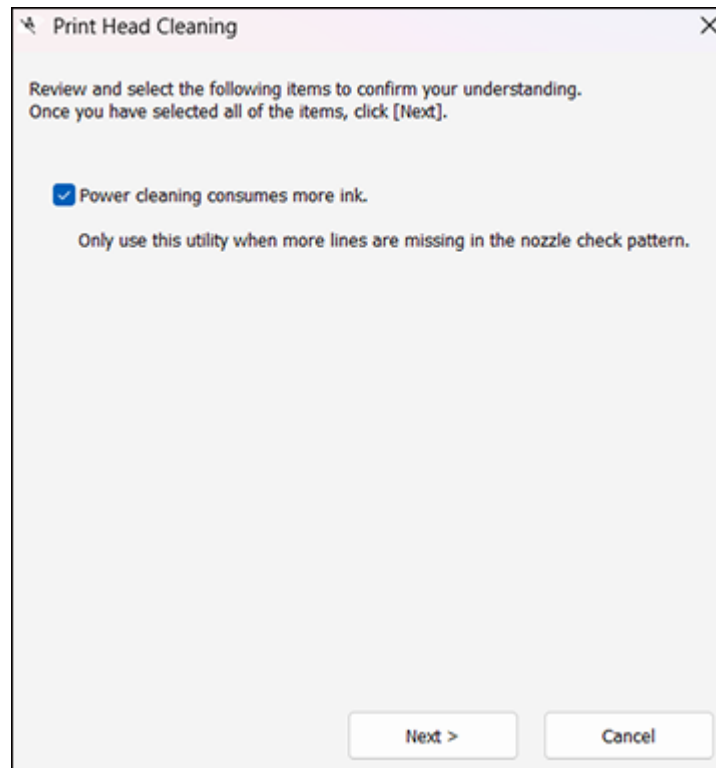 Print Head Cleaning
Review and select the following items to confirm your understanding.
Once you have selected all of the items, click [Next].
Power cleaning consumes more ink.
Only use this utility when more lines are missing in the nozzle check pattern.
Next >
Cancel